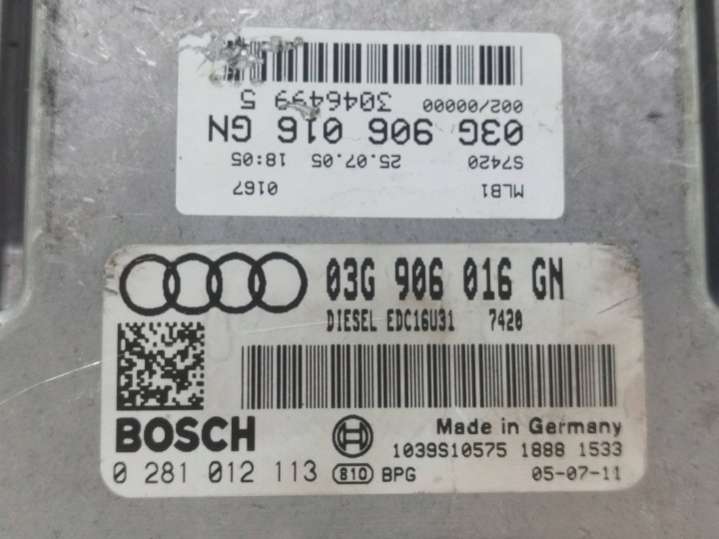 MLB1 0167
S7420 25.07.05 18:05
03G 906 016 GN
002/00000 3046499 5
03G 906 016 GN
DIESEL EDC16U31 7420
BOSCH
Made in Germany
1039S10575 1888 1533
0 281 012 113 810 BPG 05-07-11